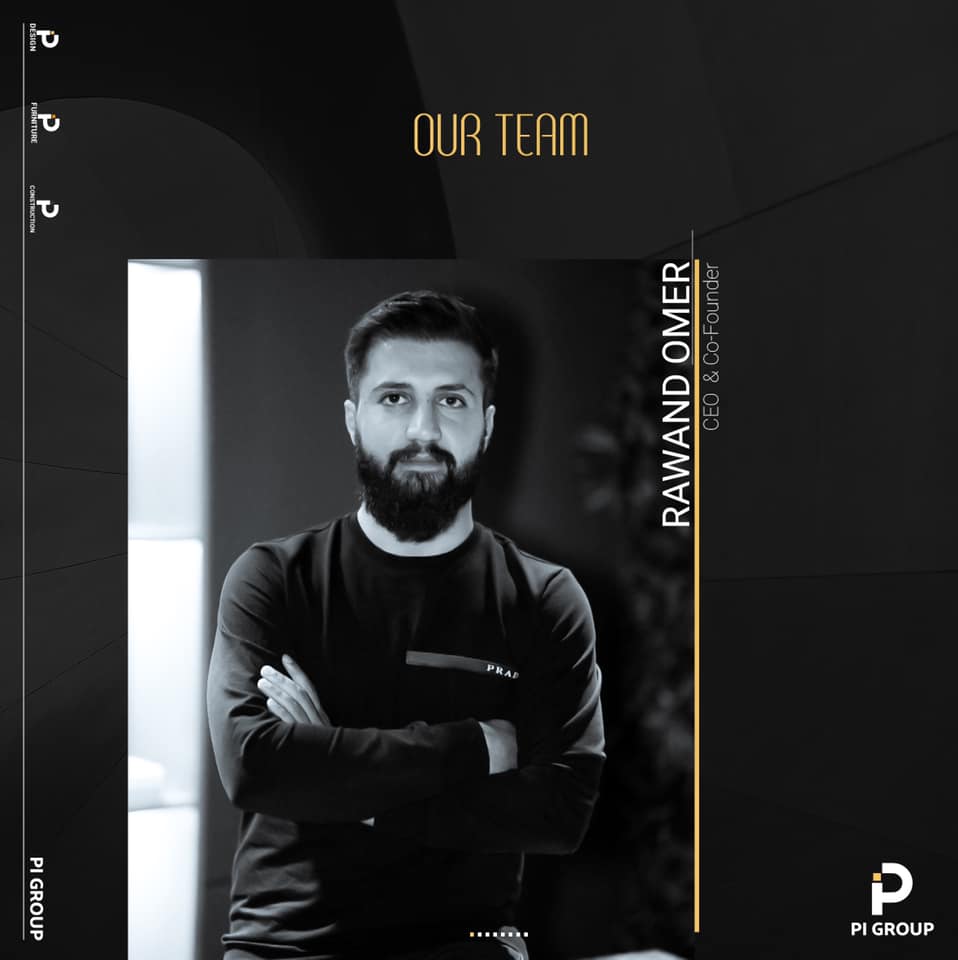 DESIGN
FURNITURE
CONSTRUCTION
OUR TEAM
RAWAND OMER
CEO & Co-Founder
PRAD
PI GROUP
PI GROUP